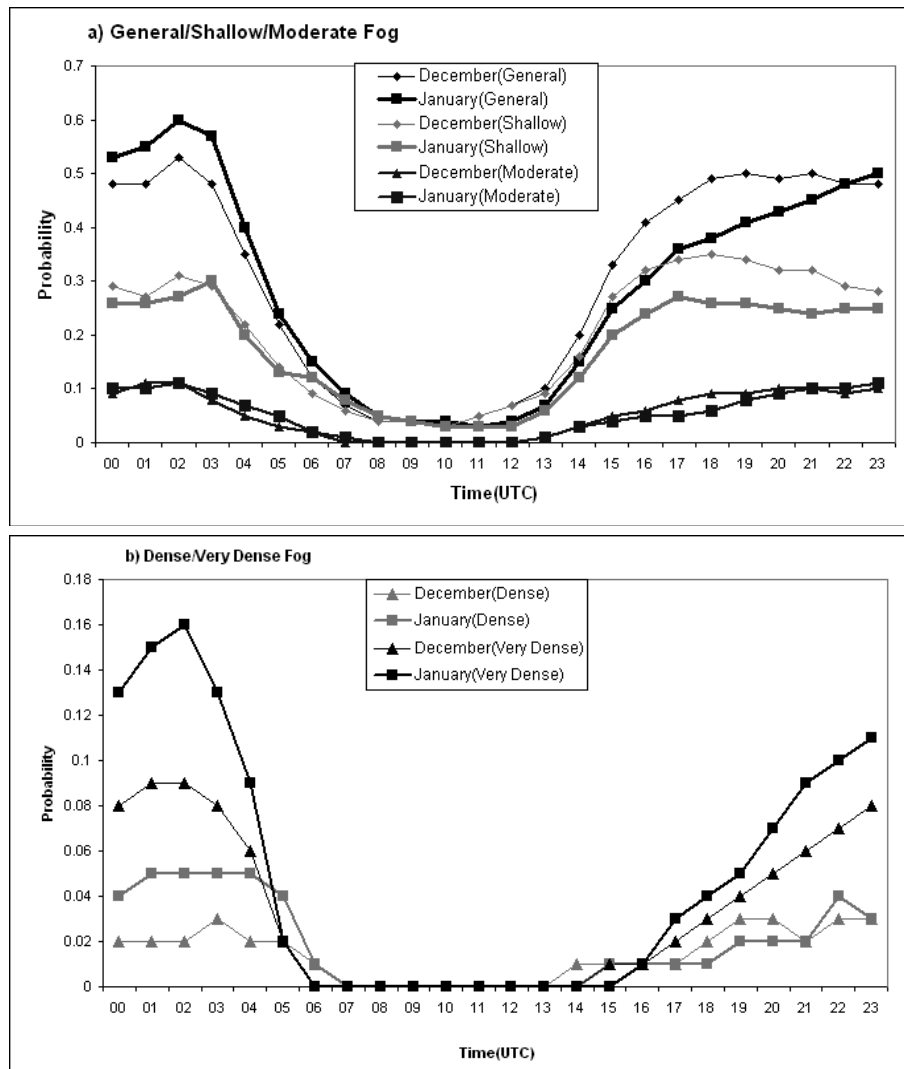 a) General/Shallow/Moderate Fog
December(General)
January(General)
December(Shallow)
January(Shallow)
December(Moderate)
January(Moderate)
Probability
0.7
0.6
0.5
0.4
0.3
0.2
0.1
0
00 01 02 03 04 05 06 07 08 09 10 11 12 13 14 15 16 17 18 19 20 21 22 23
Time(UTC)
b) Dense/Very Dense Fog
December(Dense)
January(Dense)
December(Very Dense)
January(Very Dense)
Probability
0.18
0.16
0.14
0.12
0.1
0.08
0.06
0.04
0.02
0
00 01 02 03 04 05 06 07 08 09 10 11 12 13 14 15 16 17 18 19 20 21 22 23
Time(UTC)